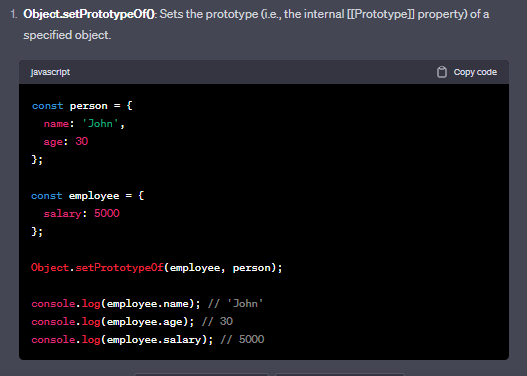 1. Object.setPrototypeOf(): Sets the prototype (i.e., the internal [[Prototype]] property) of a
specified object.
javascript Copy code
const person = {
  name: 'John',
  age: 30
};

const employee = {
  salary: 5000
};

Object.setPrototypeOf(employee, person);

console.log(employee.name); // 'John'
console.log(employee.age); // 30
console.log(employee.salary); // 5000